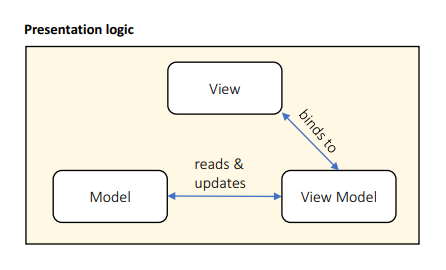 Presentation logic
View
binds to
reads &
updates
Model
View Model